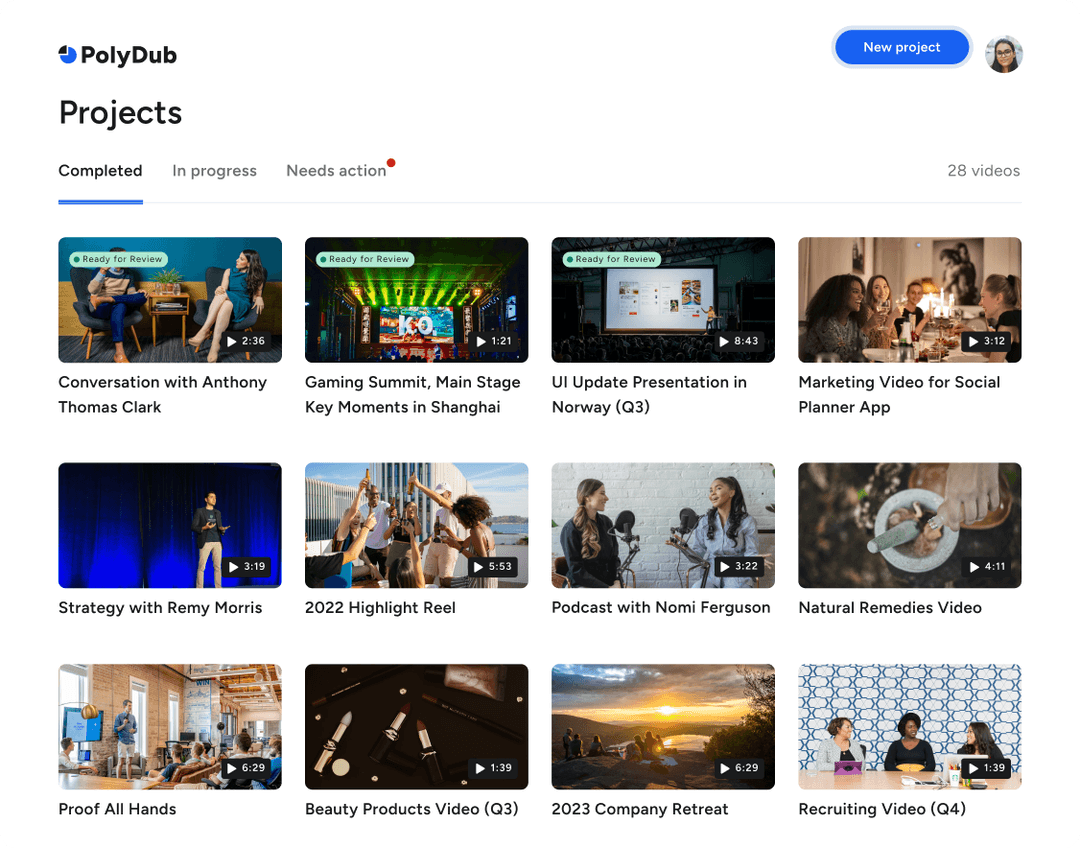 PolyDub
New project
Projects
Completed
In progress
Needs action
28 videos
Ready for Review
2:36
Ready for Review
KO
1:21
Ready for Review
8:43
3:12
Conversation with Anthony
Thomas Clark
Gaming Summit, Main Stage
Key Moments in Shanghai
UI Update Presentation in
Norway (Q3)
Marketing Video for Social
Planner App
3:19
5:53
3:22
4:11
Strategy with Remy Morris
2022 Highlight Reel
Podcast with Nomi Ferguson
Natural Remedies Video
6:29
1:39
6:29
1:39
Proof All Hands
Beauty Products Video (Q3)
2023 Company Retreat
Recruiting Video (Q4)